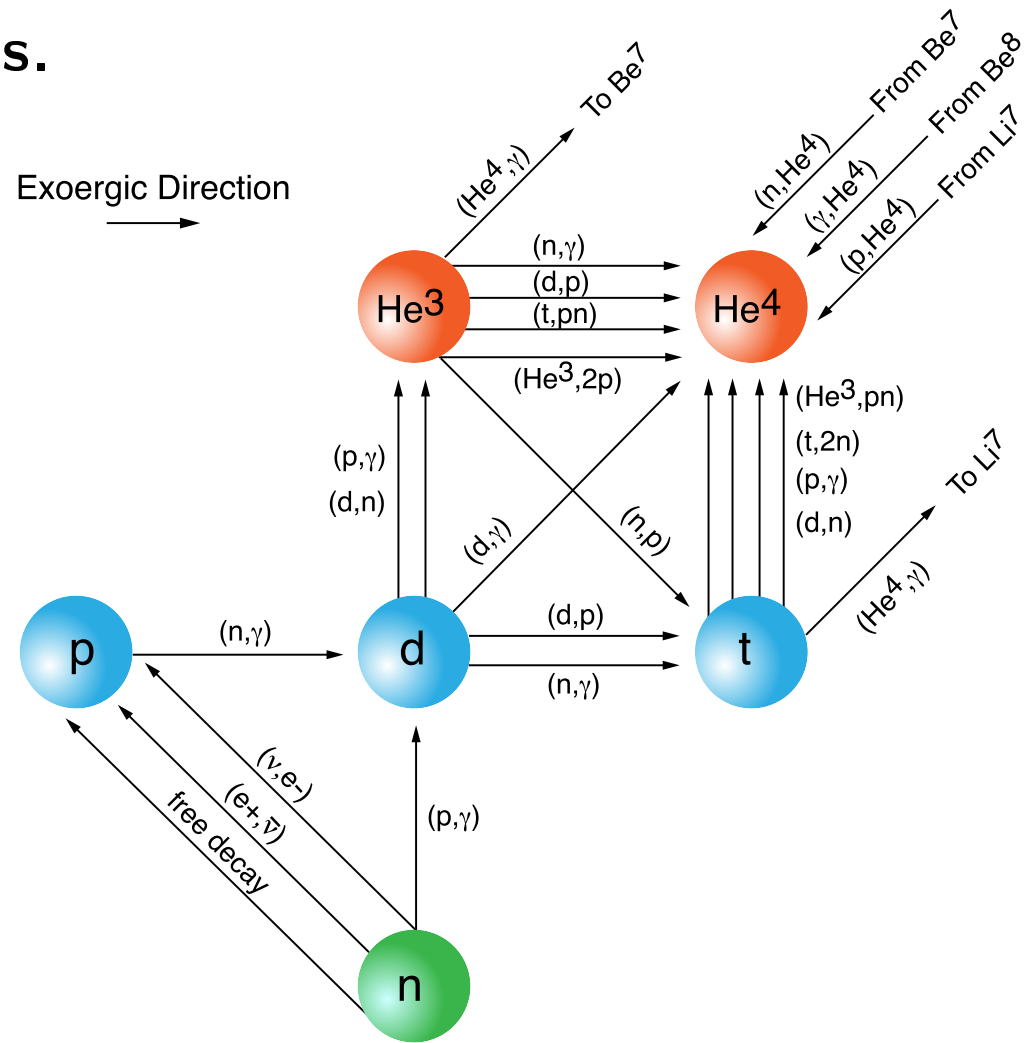 s.
To Be⁷
From Be⁷
From Be⁸
From Li⁷
Exoergic Direction
(He⁴,γ)
(n,He⁴)
(γ,He⁴)
(p,He⁴)
He³
(n,γ)
(d,p)
(t,pn)
(He³,2p)
He⁴
(p,γ)
(d,n)
(d,γ)
(n,p)
(He³,pn)
(t,2n)
(p,γ)
(d,n)
To Li⁷
(He⁴,γ)
p
(n,γ)
d
(d,p)
(n,γ)
t
(ν,e-)
(e+,ν̅)
free decay
(p,γ)
n